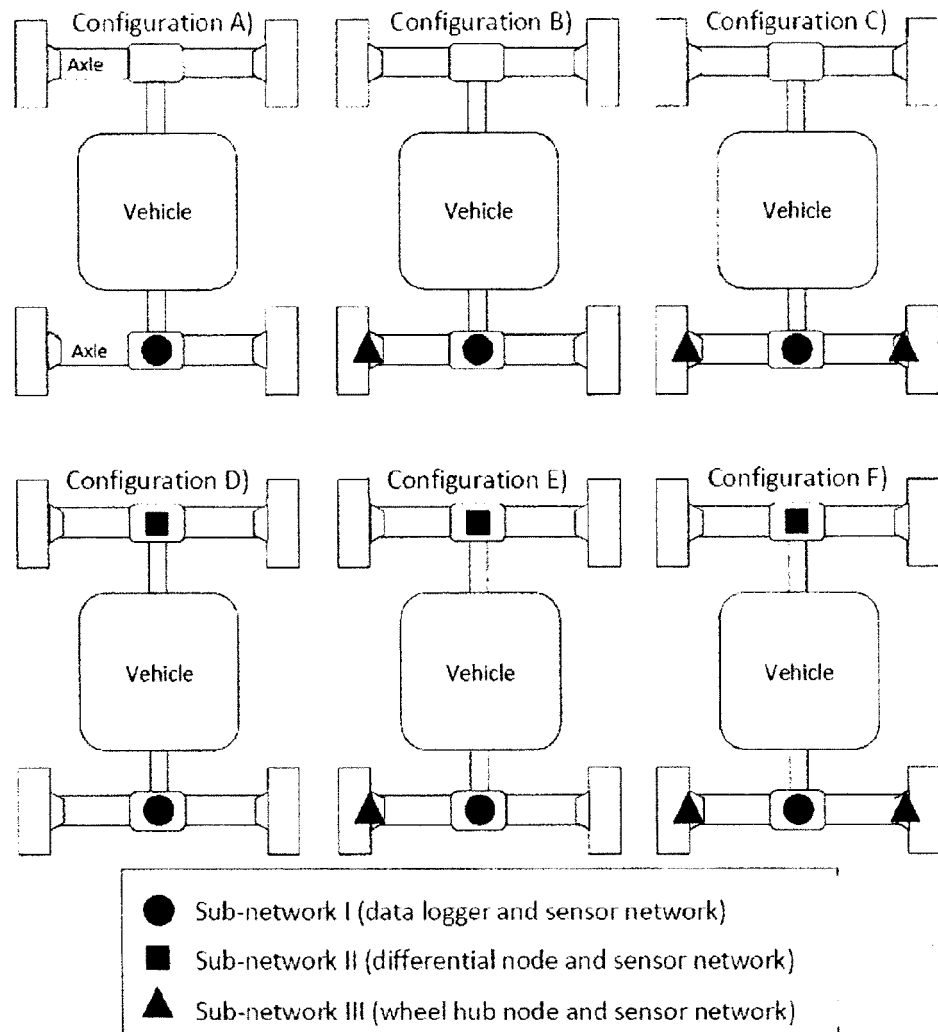 Configuration A)
Configuration B)
Configuration C)
Axle
Vehicle
Vehicle
Vehicle
Axle
Configuration D)
Configuration E)
Configuration F)
Vehicle
Vehicle
Vehicle
Sub-network I (data logger and sensor network)
Sub-network II (differential node and sensor network)
Sub-network III (wheel hub node and sensor network)